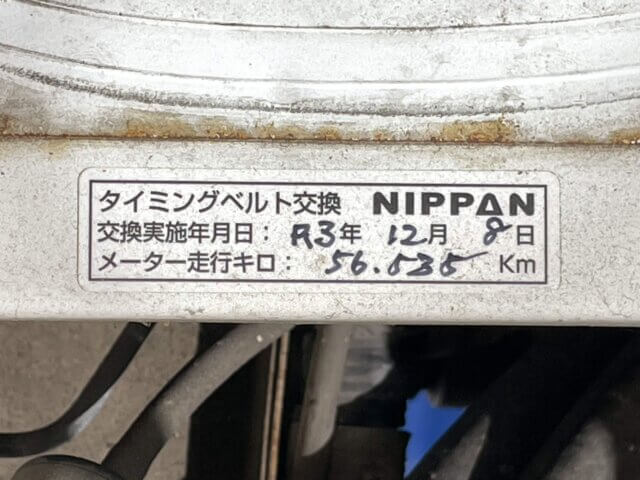 タイミングベルト交換 NIPPAN
交換実施年月日： R3年 12月 8日
メーター走行キロ： 56.535 Km